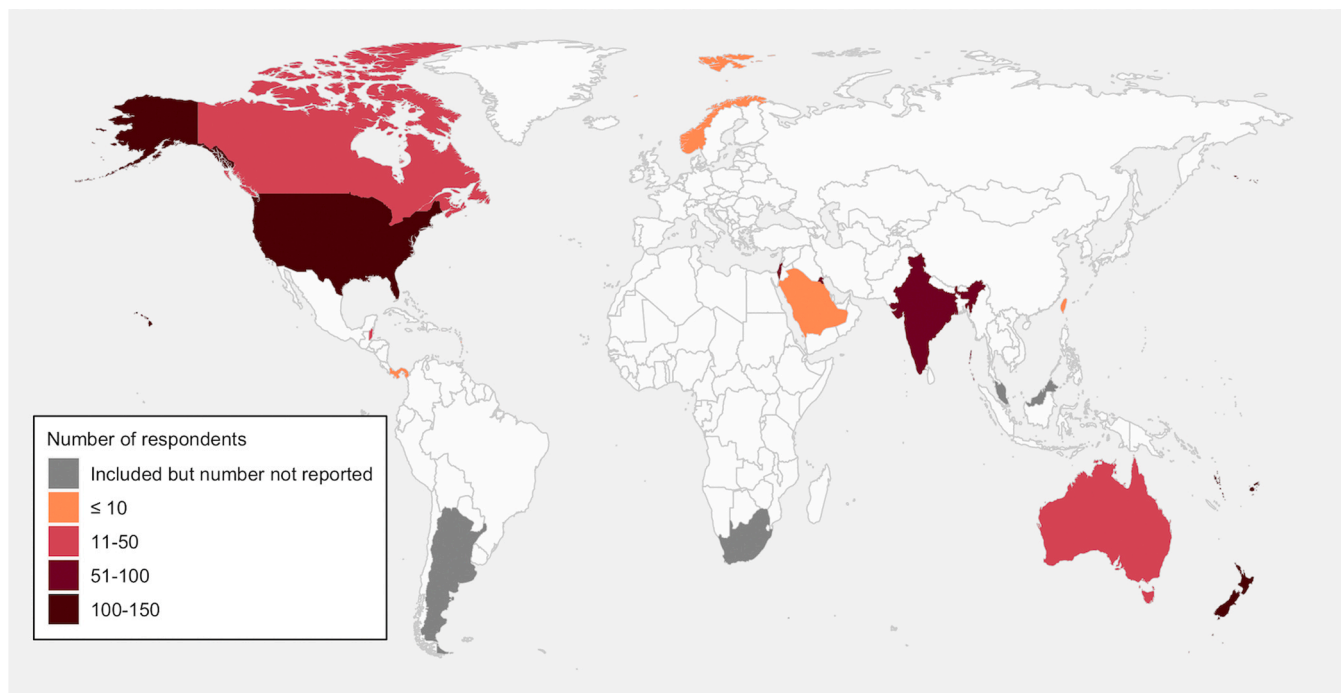 Number of respondents
Included but number not reported
≤ 10
11-50
51-100
100-150